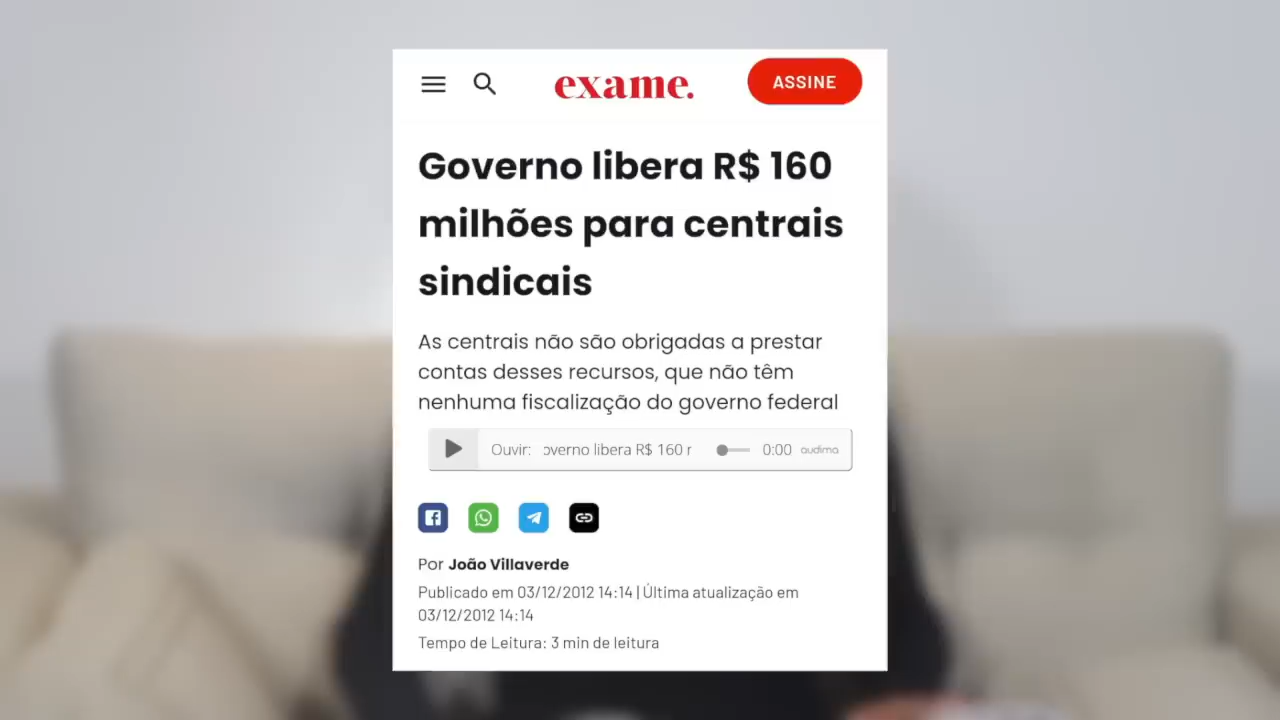 exame.
ASSINE
Governo libera R$ 160
milhões para centrais
sindicais
As centrais não são obrigadas a prestar
contas desses recursos, que não têm
nenhuma fiscalização do governo federal
Ouvir: overno libera R$ 160 r 0:00 audima
Por João Villaverde
Publicado em 03/12/2012 14:14 | Última atualização em
03/12/2012 14:14
Tempo de Leitura: 3 min de leitura